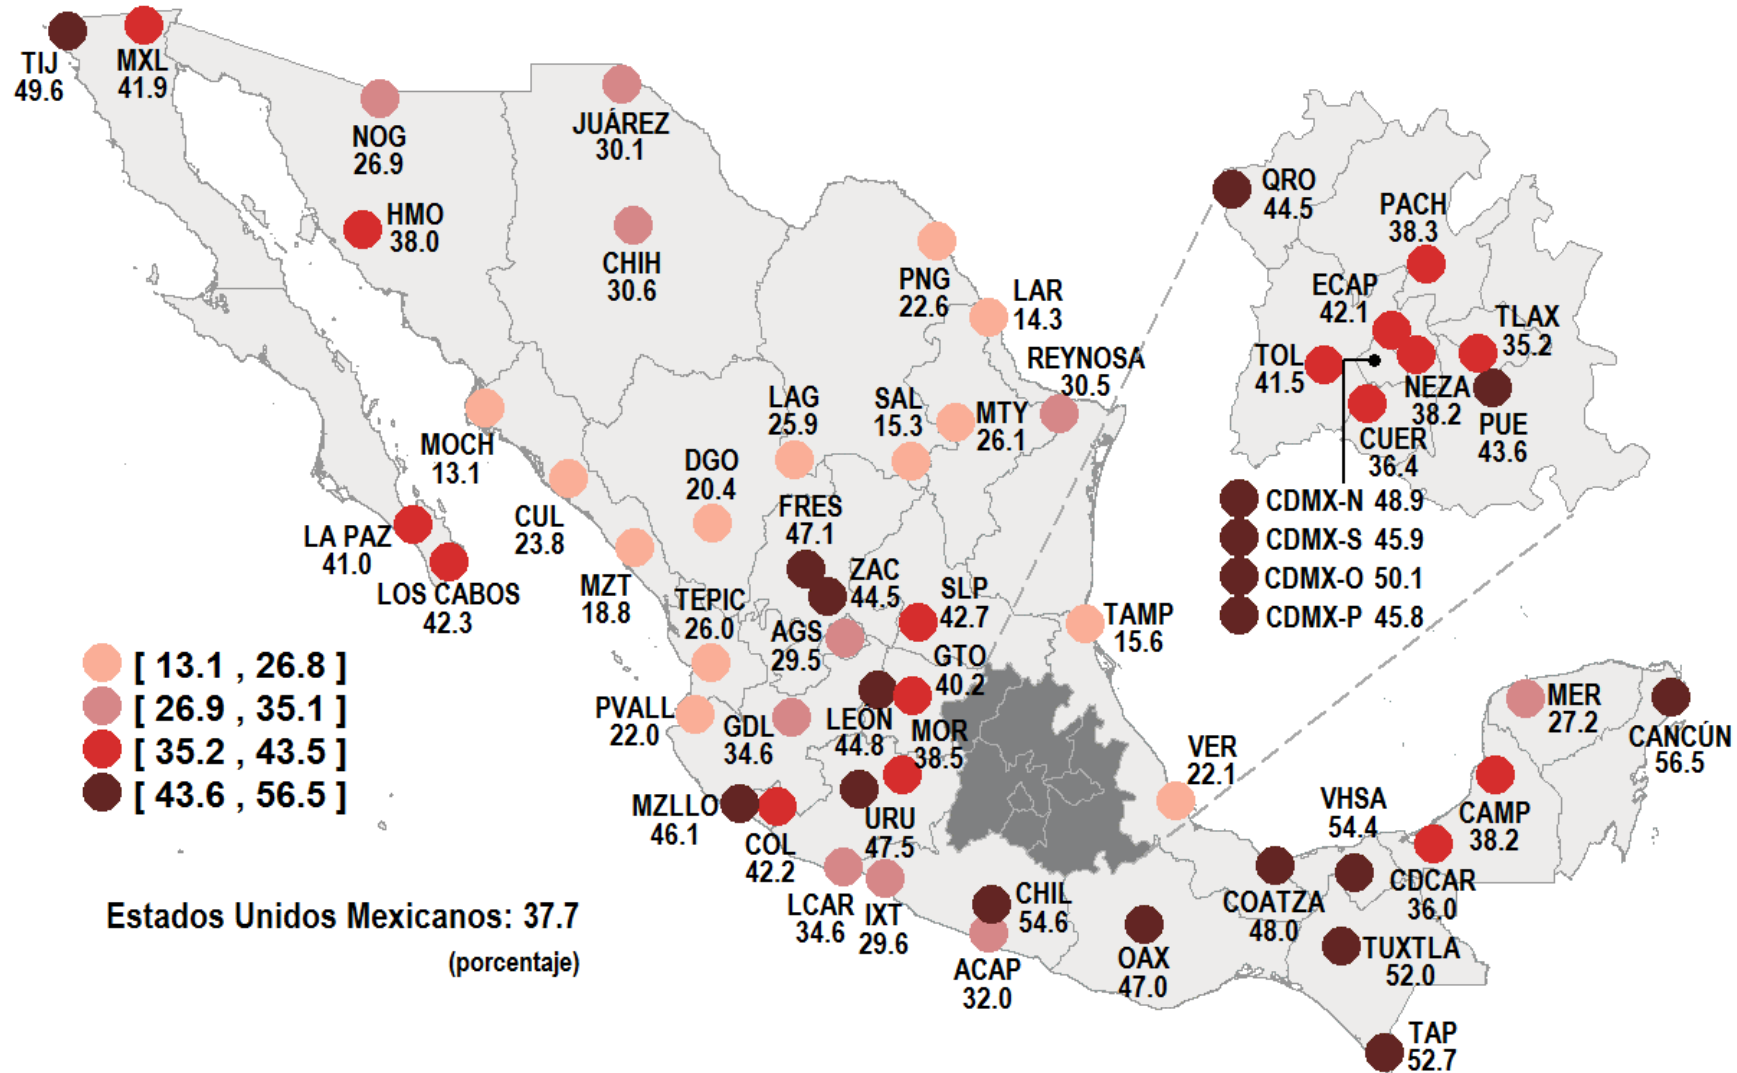 TIJ
49.6
MXL
41.9
NOG
26.9
HMO
38.0
JUÁREZ
30.1
CHIH
30.6
PNG
22.6
LAR
14.3
REYNOSA
30.5
LAG
25.9
SAL
15.3
MTY
26.1
MOCH
13.1
DGO
20.4
CUL
23.8
FRES
47.1
LA PAZ
41.0
LOS CABOS
42.3
MZT
18.8
ZAC
44.5
SLP
42.7
TEPIC
26.0
AGS
29.5
TAMP
15.6
GTO
40.2
PVALL
22.0
GDL
34.6
LEÓN
44.8
MOR
38.5
MZLLO
46.1
COL
42.2
URU
47.5
LCAR
34.6
IXT
29.6
CHIL
54.6
ACAP
32.0
OAX
47.0
VER
22.1
COATZA
48.0
VHSA
54.4
CDCAR
36.0
CAMP
38.2
MER
27.2
CANCÚN
56.5
TUXTLA
52.0
TAP
52.7
QRO
44.5
PACH
38.3
ECAP
42.1
TLAX
35.2
TOL
41.5
NEZA
38.2
PUE
43.6
CUER
36.4
CDMX-N 48.9
CDMX-S 45.9
CDMX-O 50.1
CDMX-P 45.8
[ 13.1 , 26.8 ]
[ 26.9 , 35.1 ]
[ 35.2 , 43.5 ]
[ 43.6 , 56.5 ]
Estados Unidos Mexicanos: 37.7
(porcentaje)